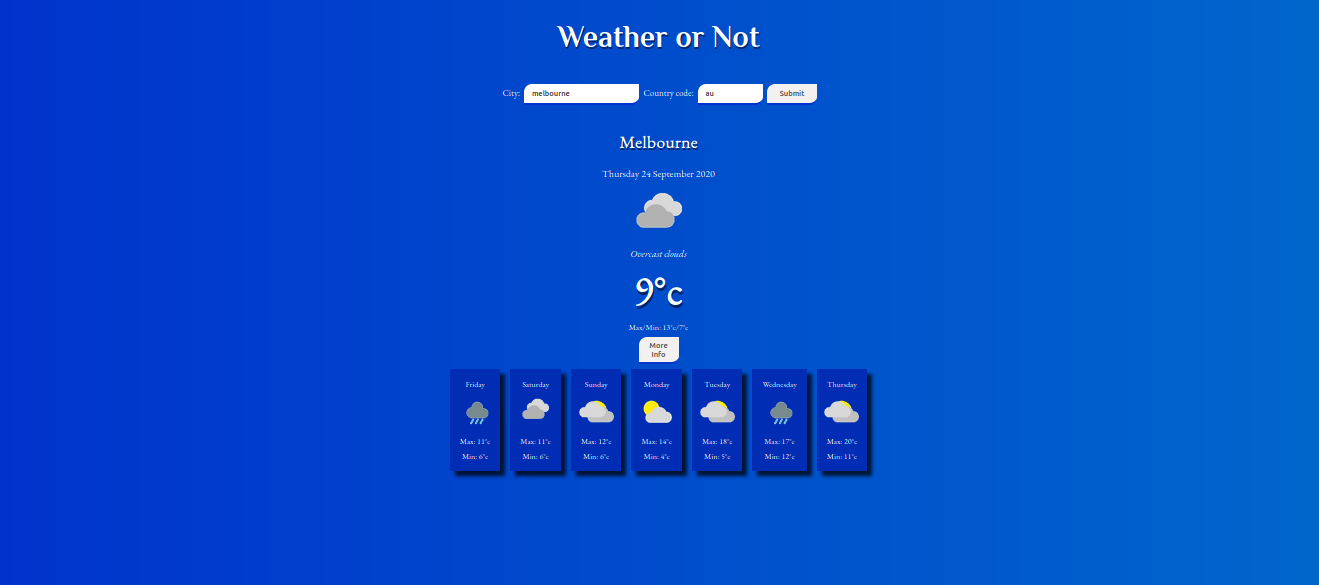 Weather or Not
City: melbourne Country code: au Submit
Melbourne
Thursday 24 September 2020
Overcast clouds
9°c
Max/Min: 13°c/7°c
More
Info
Friday Saturday Sunday Monday Tuesday Wednesday Thursday
Max: 11°c Max: 11°c Max: 12°c Max: 14°c Max: 18°c Max: 17°c Max: 20°c
Min: 6°c Min: 6°c Min: 6°c Min: 4°c Min: 5°c Min: 12°c Min: 11°c